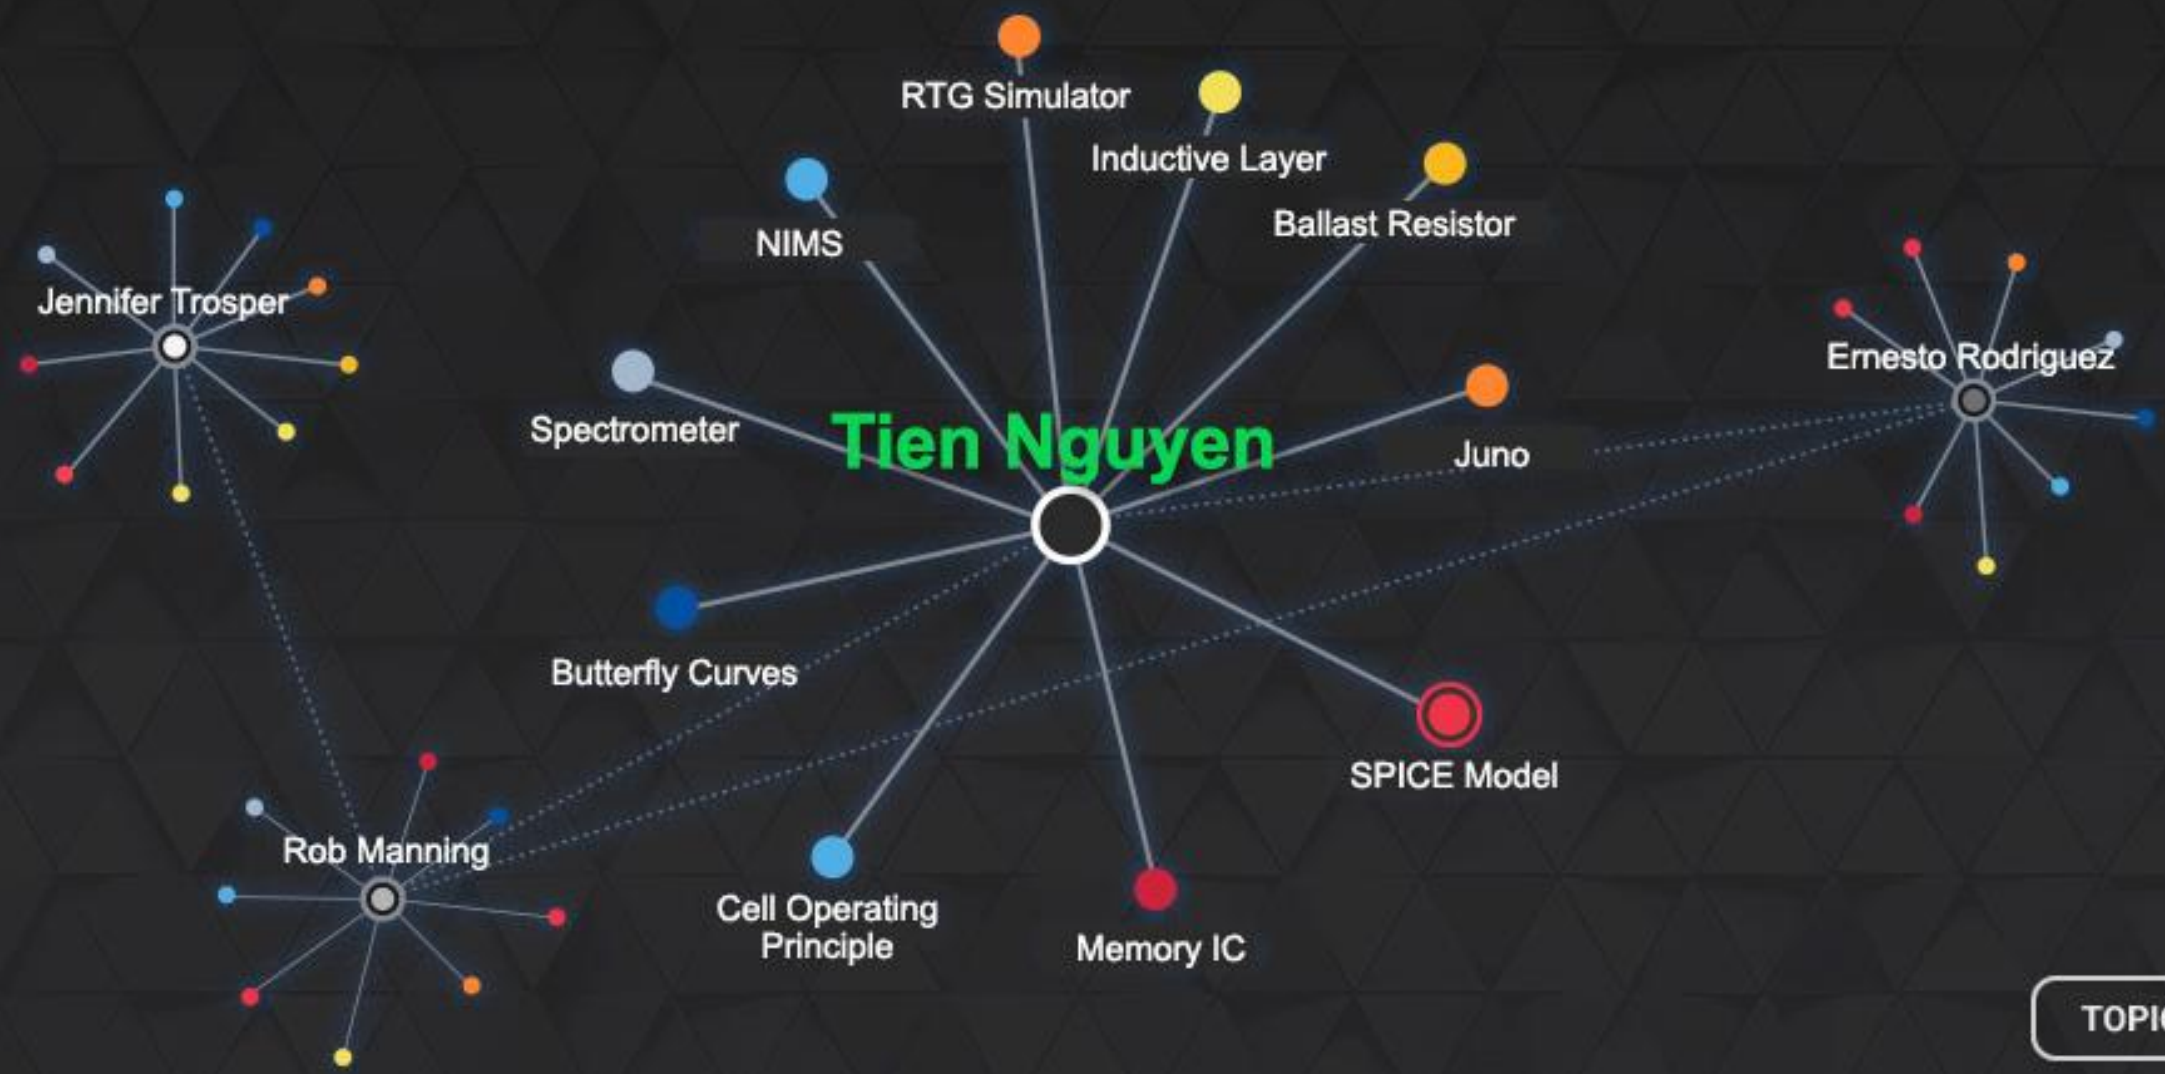 RTG Simulator
Inductive Layer
Ballast Resistor
NIMS
Jennifer Trosper
Ernesto Rodriguez
Spectrometer
Tien Nguyen
Juno
Butterfly Curves
SPICE Model
Rob Manning
Cell Operating
Principle
Memory IC